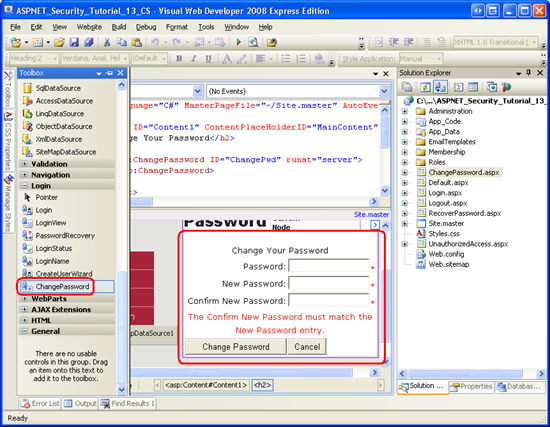 ASPNET_Security_Tutorial_13_CS - Visual Web Developer 2008 Express Edition
File Edit View Website Build Debug Format Tools Window Help
XHTML 1.0 Transitional (
Heading 2 Verdana, Arial, Hel (Default) B I U A Style Application: Manual
Toolbox
SqlDataSource
AccessDataSource
LinqDataSource
ObjectDataSource
XmlDataSource
SiteMapDataSource
Validation
Navigation
Login
Pointer
Login
LoginView
PasswordRecovery
LoginStatus
LoginName
CreateUserWizard
ChangePassword
WebParts
AJAX Extensions
HTML
General
There are no usable
controls in this group. Drag
an item onto this text to
add it to the toolbox.
Toolbox
CSS Properties
Manage Styles
(No Events)
guage="C#" MasterPageFile="~/Site.master" AutoEve
ID="Content1" ContentPlaceHolderID="MainContent"
ge Your Password</h2>
:ChangePassword ID="ChangePwd" runat="server">
>
Password
Current
Node
Site.master
Change Your Password
Password: *
New Password: *
Confirm New Password: *
The Confirm New Password must match the
New Password entry.
Change Password Cancel
pDataSource1
<asp:Content#Content1> <h2>
Solution Explorer
C:\...\ASPNET_Security_Tutorial_13_CS\
Administration
App_Code
App_Data
EmailTemplates
Membership
Roles
ChangePassword.aspx
Default.aspx
Login.aspx
Logout.aspx
RecoverPassword.aspx
Site.master
Styles.css
UnauthorizedAccess.aspx
Web.config
Web.sitemap
Solution ... Properties Databas...
Error List Output Find Results 1
Ready